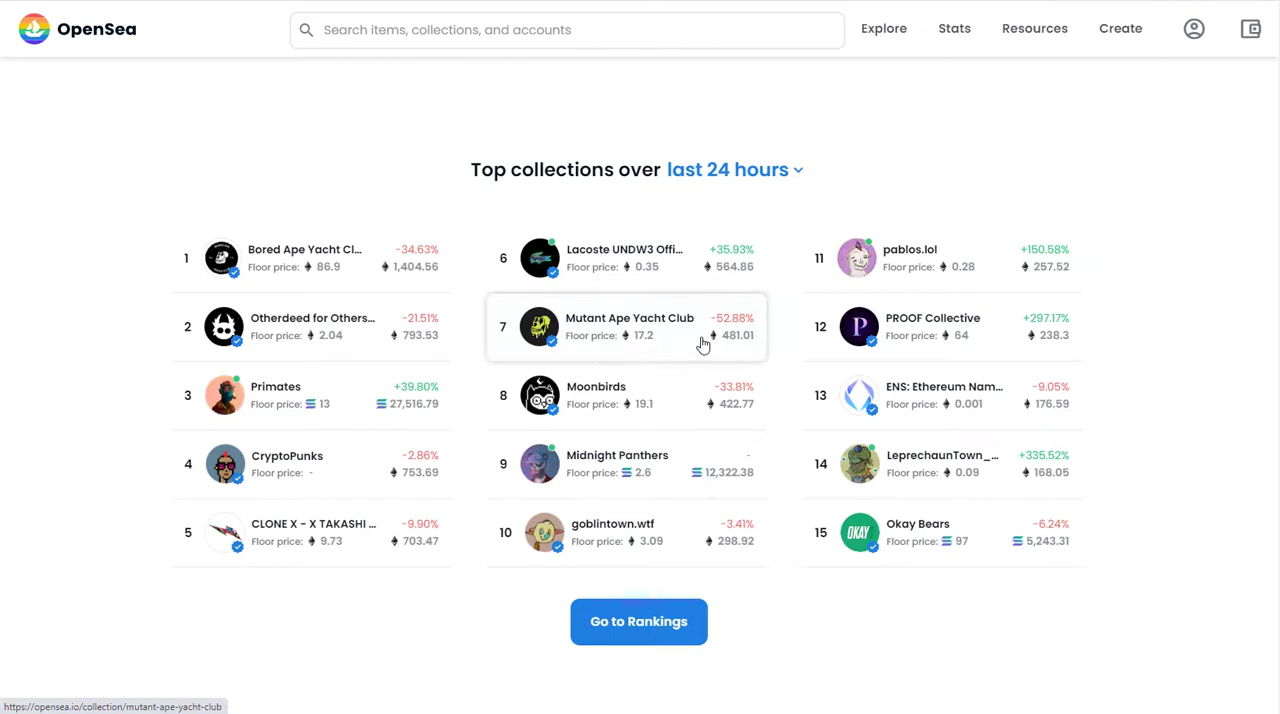 OpenSea
Search items, collections, and accounts
Explore
Stats
Resources
Create
Top collections over last 24 hours
1
Bored Ape Yacht Cl...
-34.63%
Floor price: 86.9
1,404.56
2
Otherdeed for Others...
-21.51%
Floor price: 2.04
793.53
3
Primates
+39.80%
Floor price: 13
27,516.79
4
CryptoPunks
-2.86%
Floor price: -
753.69
5
CLONE X - X TAKASHI ...
-9.90%
Floor price: 9.73
703.47
6
Lacoste UNDW3 Offi...
+35.93%
Floor price: 0.35
564.86
7
Mutant Ape Yacht Club
-52.88%
Floor price: 17.2
481.01
8
Moonbirds
-33.81%
Floor price: 19.1
422.77
9
Midnight Panthers
-
Floor price: 2.6
12,322.38
10
goblintown.wtf
-3.41%
Floor price: 3.09
298.92
11
pablos.lol
+150.58%
Floor price: 0.28
257.52
12
P
PROOF Collective
+297.17%
Floor price: 64
238.3
13
ENS: Ethereum Nam...
-9.05%
Floor price: 0.001
176.59
14
LeprechaunTown_...
+335.52%
Floor price: 0.09
168.05
15
OKAY
Okay Bears
-6.24%
Floor price: 97
5,243.31
Go to Rankings
https://opensea.io/collection/mutant-ape-yacht-club